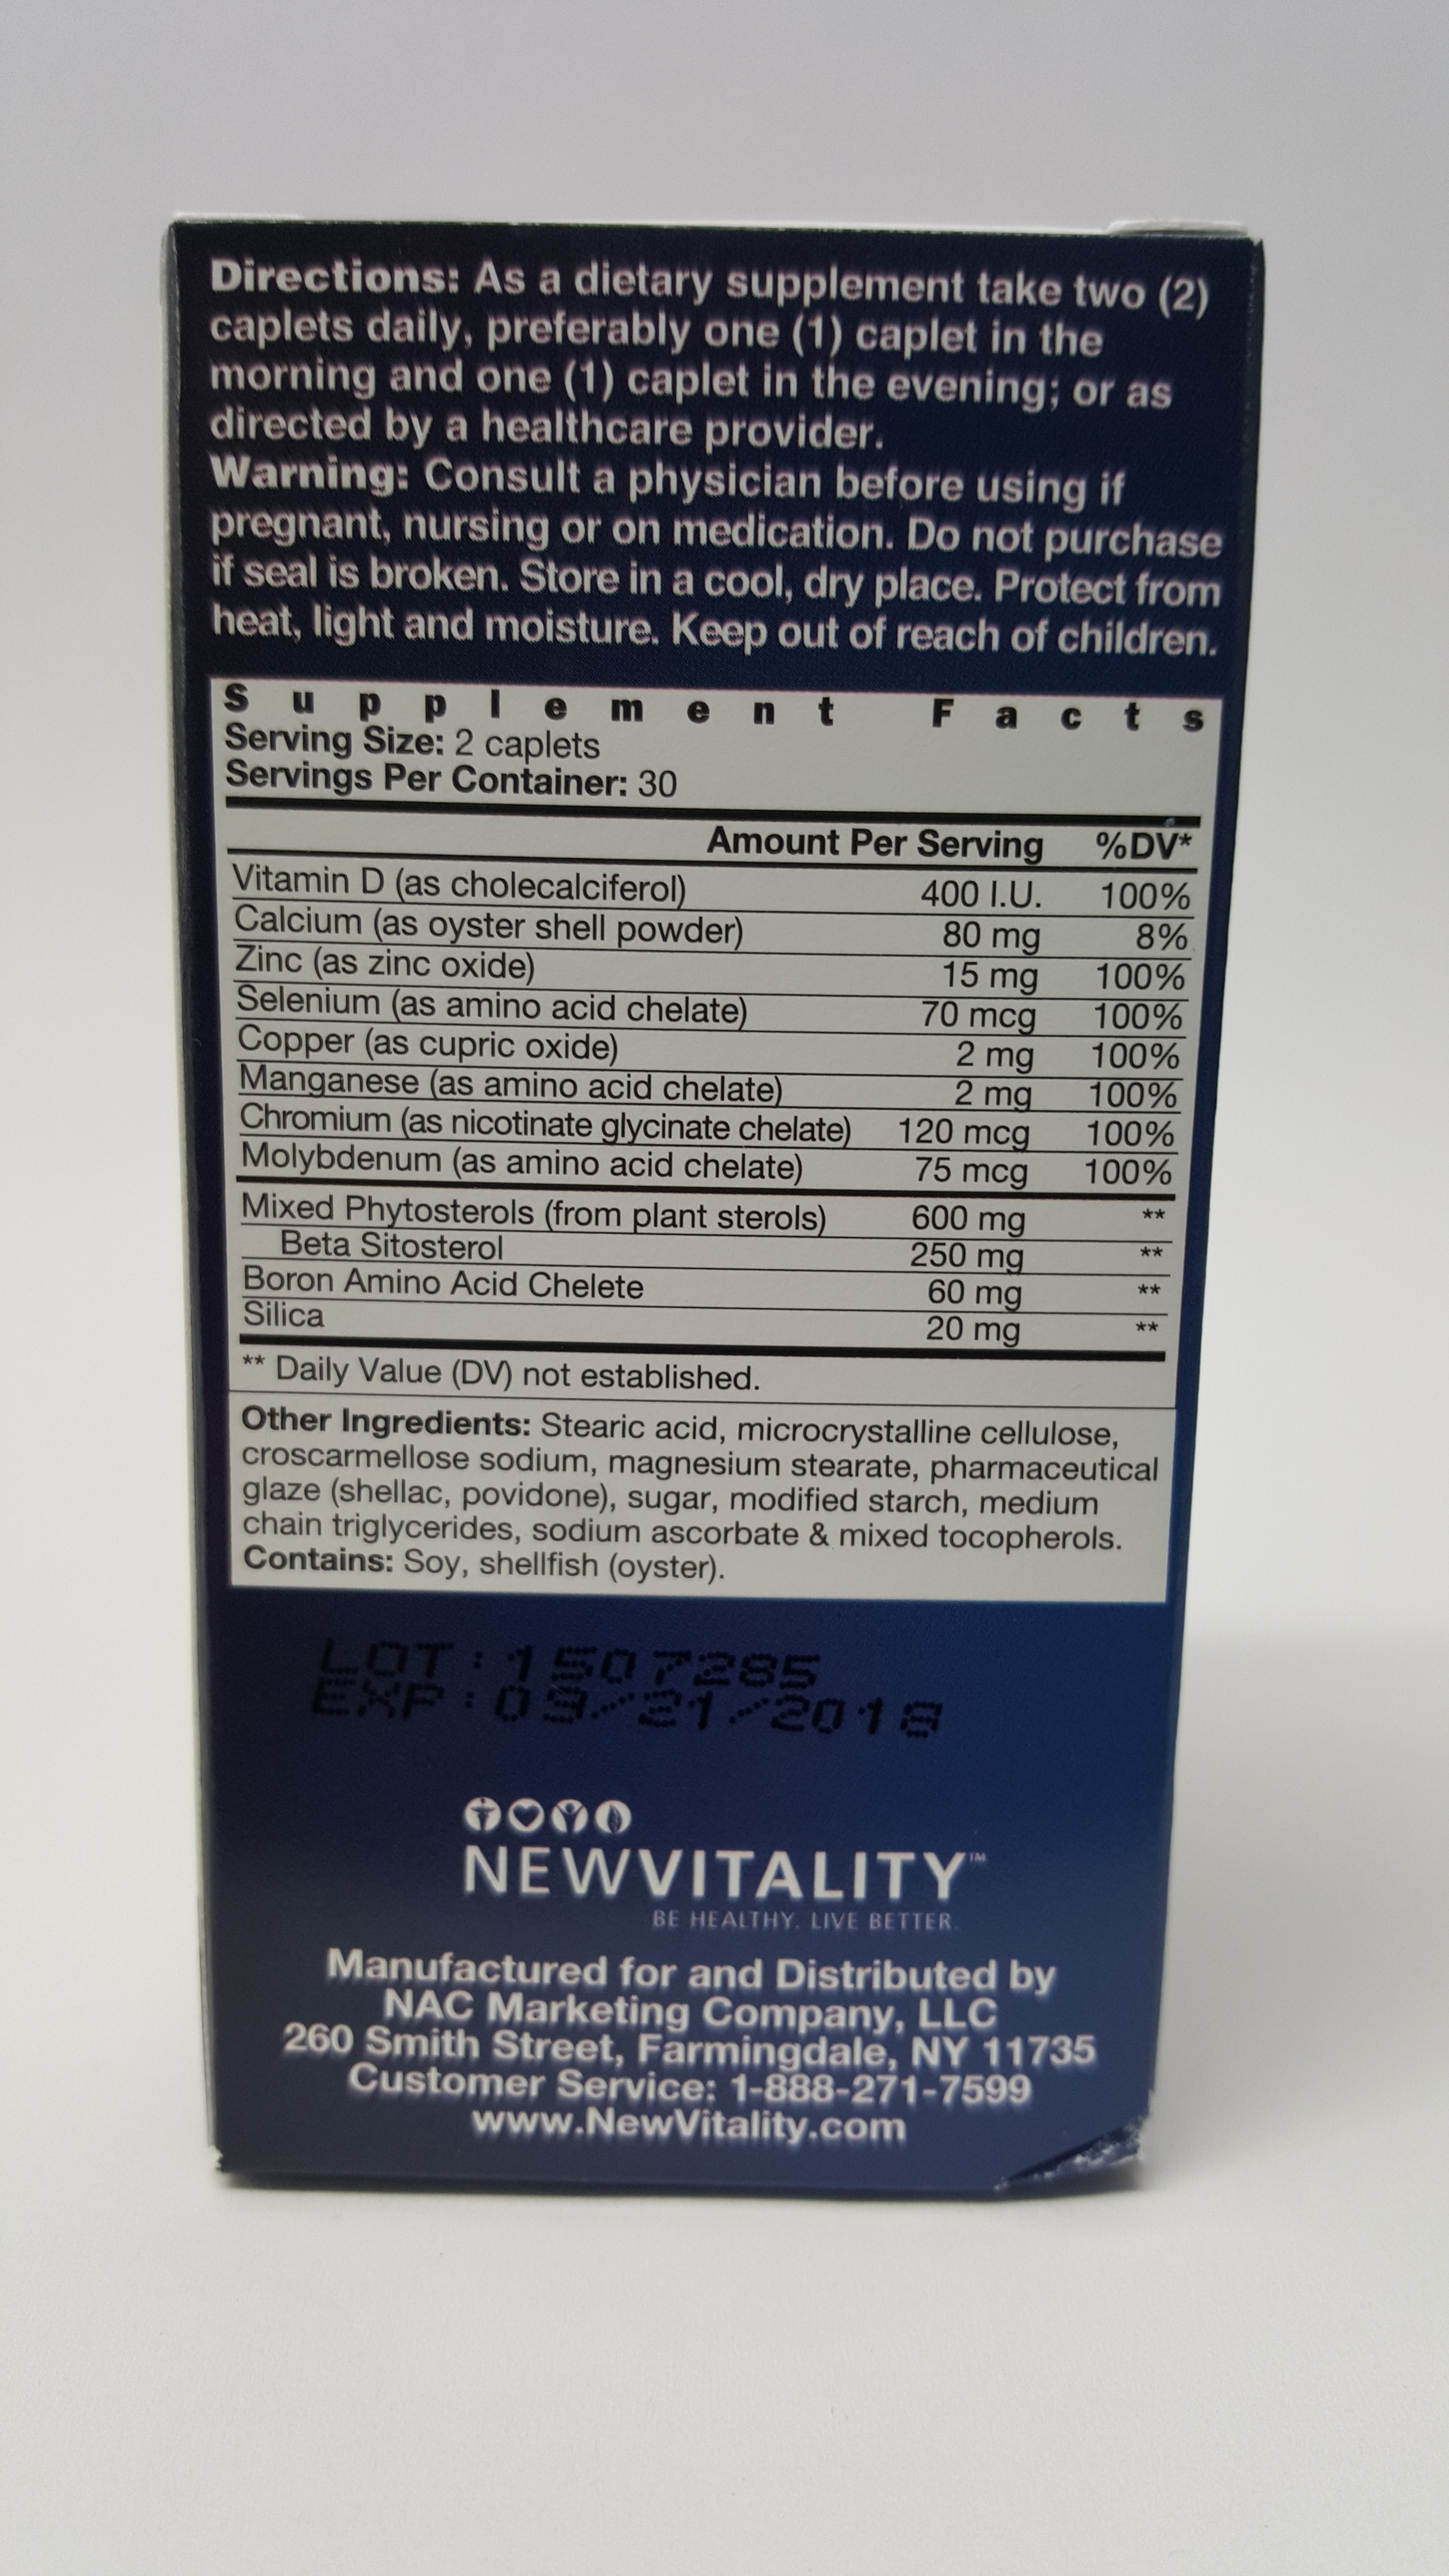 Directions: As a dietary supplement take two (2)
caplets daily, preferably one (1) caplet in the
morning and one (1) caplet in the evening; or as
directed by a healthcare provider.
Warning: Consult a physician before using if
pregnant, nursing or on medication. Do not purchase
if seal is broken. Store in a cool, dry place. Protect from
heat, light and moisture. Keep out of reach of children.
Supplement Facts
Serving Size: 2 caplets
Servings Per Container: 30
Amount Per Serving %DV*
Vitamin D (as cholecalciferol) 400 I.U. 100%
Calcium (as oyster shell powder) 80 mg 8%
Zinc (as zinc oxide) 15 mg 100%
Selenium (as amino acid chelate) 70 mcg 100%
Copper (as cupric oxide) 2 mg 100%
Manganese (as amino acid chelate) 2 mg 100%
Chromium (as nicotinate glycinate chelate) 120 mcg 100%
Molybdenum (as amino acid chelate) 75 mcg 100%
Mixed Phytosterols (from plant sterols) 600 mg **
Beta Sitosterol 250 mg **
Boron Amino Acid Chelete 60 mg **
Silica 20 mg **
** Daily Value (DV) not established.
Other Ingredients: Stearic acid, microcrystalline cellulose,
croscarmellose sodium, magnesium stearate, pharmaceutical
glaze (shellac, povidone), sugar, modified starch, medium
chain triglycerides, sodium ascorbate & mixed tocopherols.
Contains: Soy, shellfish (oyster).
LOT:1507285
EXP:09/21/2018
NEWVITALITY™
BE HEALTHY. LIVE BETTER.
Manufactured for and Distributed by
NAC Marketing Company, LLC
260 Smith Street, Farmingdale, NY 11735
Customer Service: 1-888-271-7599
www.NewVitality.com